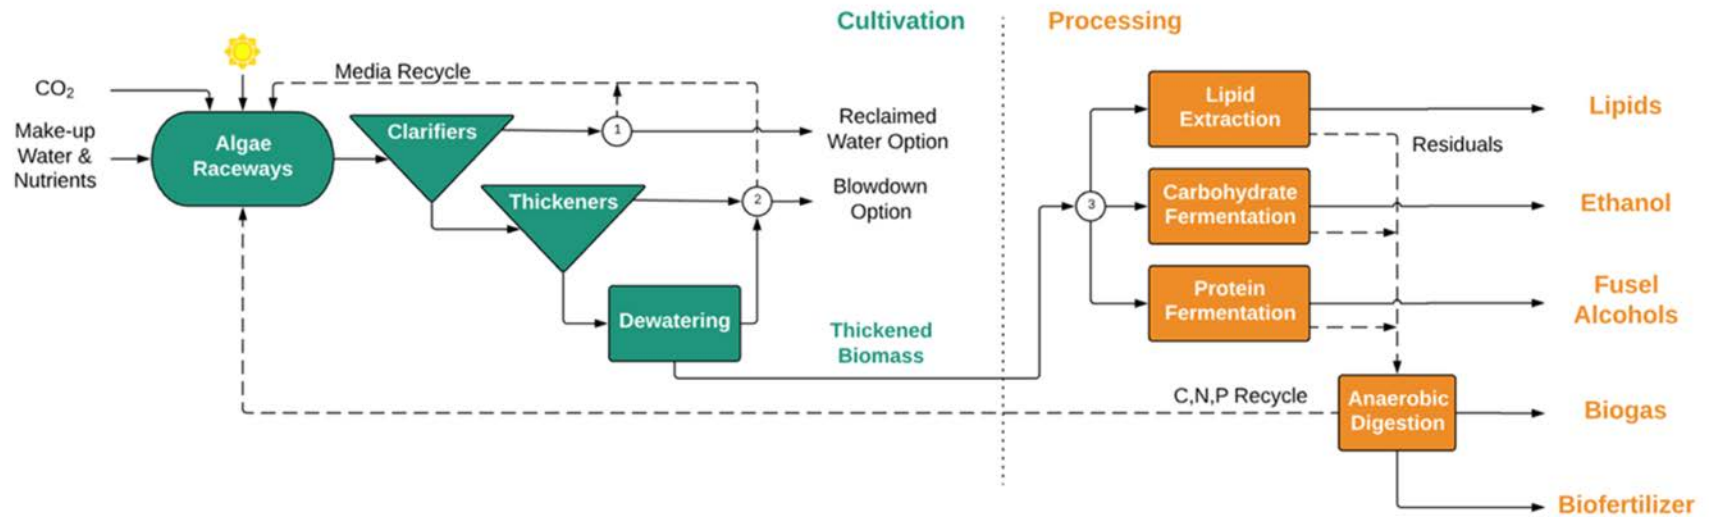 Cultivation
Processing
CO₂
Media Recycle
Make-up
Water &
Nutrients
Algae
Raceways
Clarifiers
1
Reclaimed
Water Option
Thickeners
2
Blowdown
Option
Dewatering
Thickened
Biomass
3
Lipid
Extraction
Lipids
Residuals
Carbohydrate
Fermentation
Ethanol
Protein
Fermentation
Fusel
Alcohols
C,N,P Recycle
Anaerobic
Digestion
Biogas
Biofertilizer